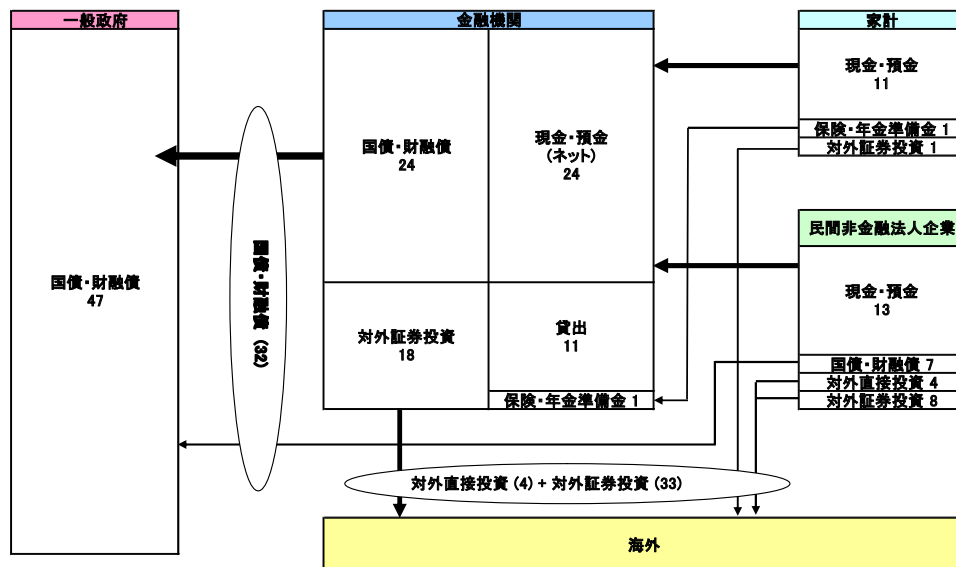 一般政府
国債・財融債
47
金融機関
国債・財融債
24
現金・預金
(ネット)
24
対外証券投資
18
貸出
11
保険・年金準備金 1
国債・財融債 (32)
家計
現金・預金
11
保険・年金準備金 1
対外証券投資 1
民間非金融法人企業
現金・預金
13
国債・財融債 7
対外直接投資 4
対外証券投資 8
対外直接投資 (4) + 対外証券投資 (33)
海外